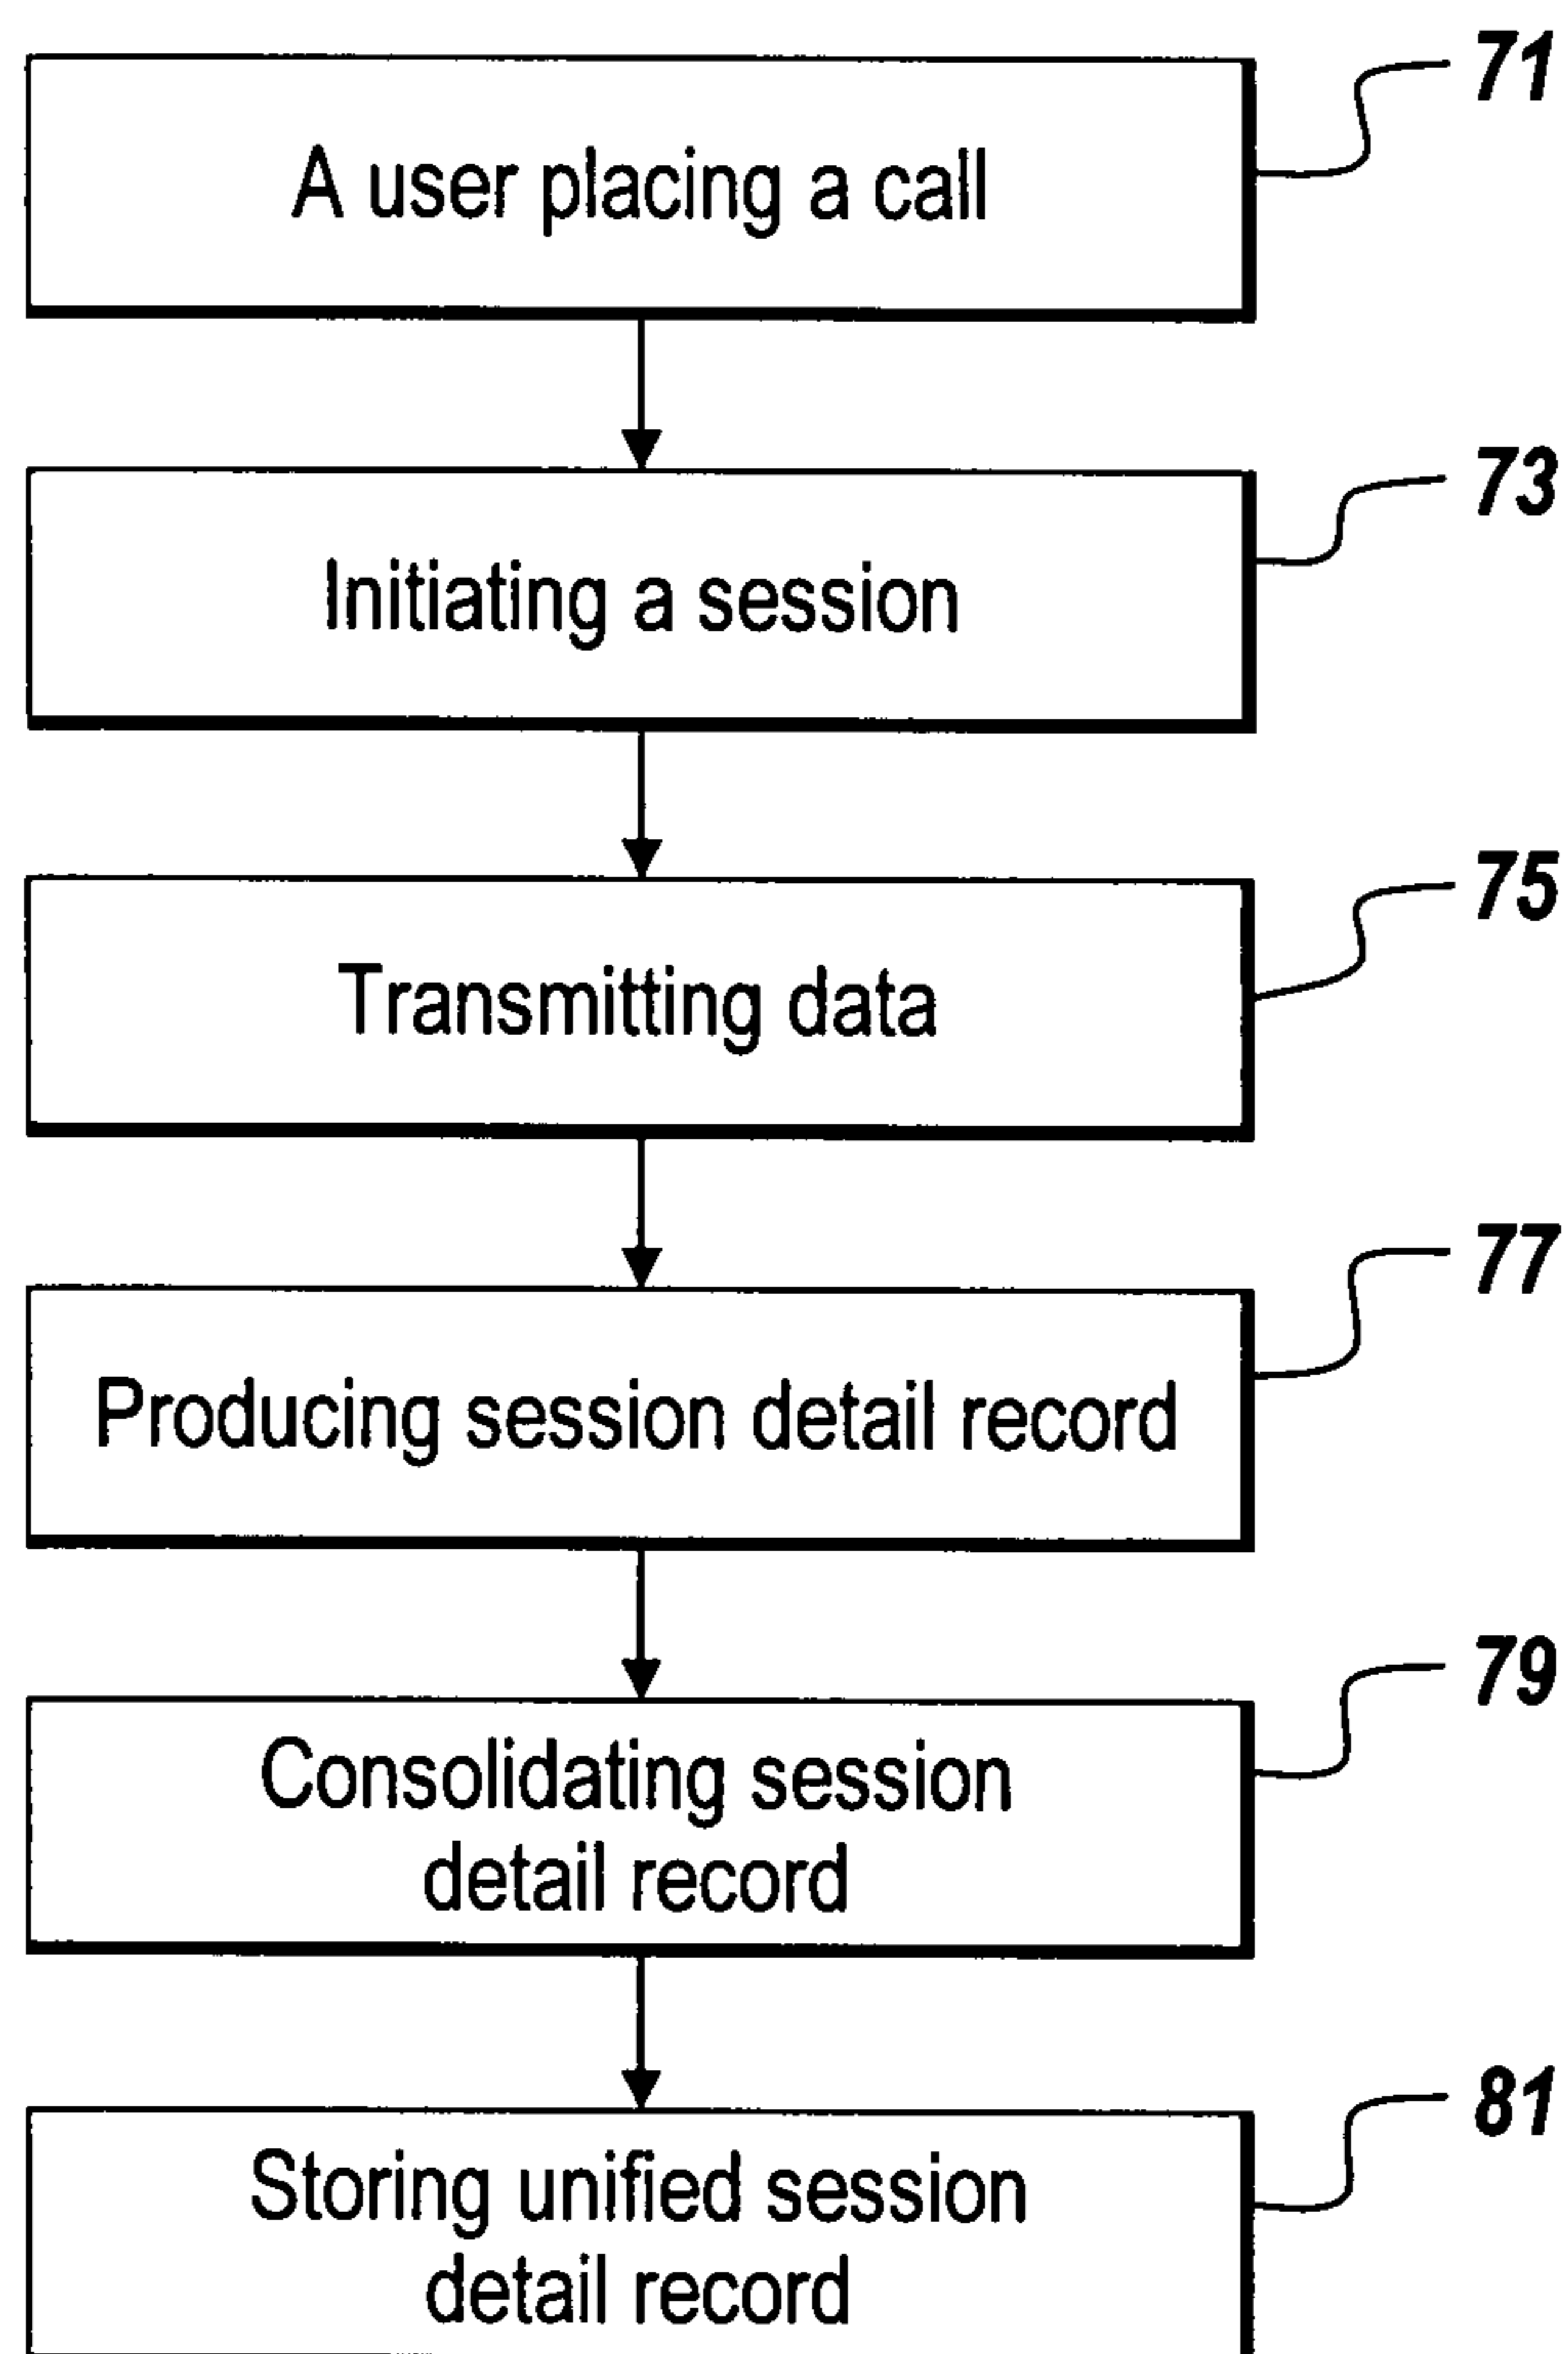 71
A user placing a call
73
Initiating a session
75
Transmitting data
77
Producing session detail record
79
Consolidating session
detail record
81
Storing unified session
detail record